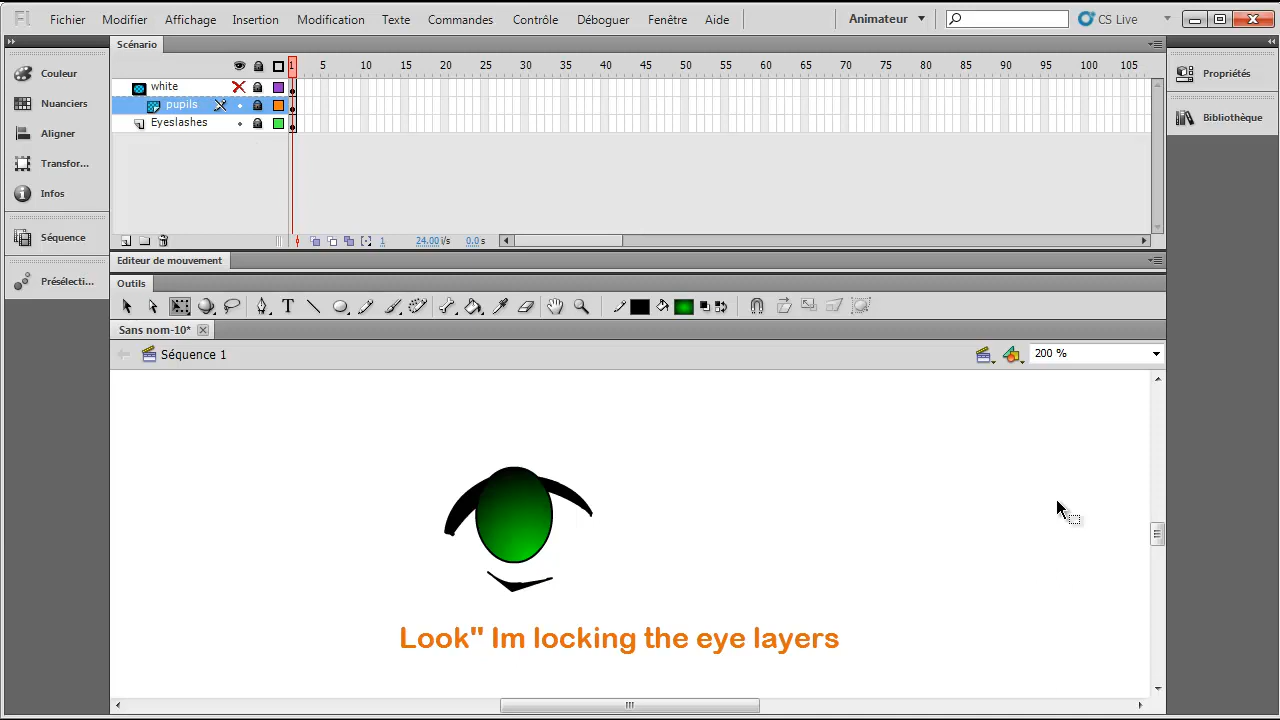 Fl Fichier Modifier Affichage Insertion Modification Texte Commandes Contrôle Déboguer Fenêtre Aide Animateur CS Live
Scénario
1 5 10 15 20 25 30 35 40 45 50 55 60 65 70 75 80 85 90 95 100 105
white
pupils
Eyeslashes
1 24.00 i/s 0.0 s
Couleur
Nuanciers
Aligner
Transfor...
Infos
Séquence
Présélecti...
Propriétés
Bibliothèque
Editeur de mouvement
Outils
Sans nom-10*
Séquence 1
200 %
Look" Im locking the eye layers